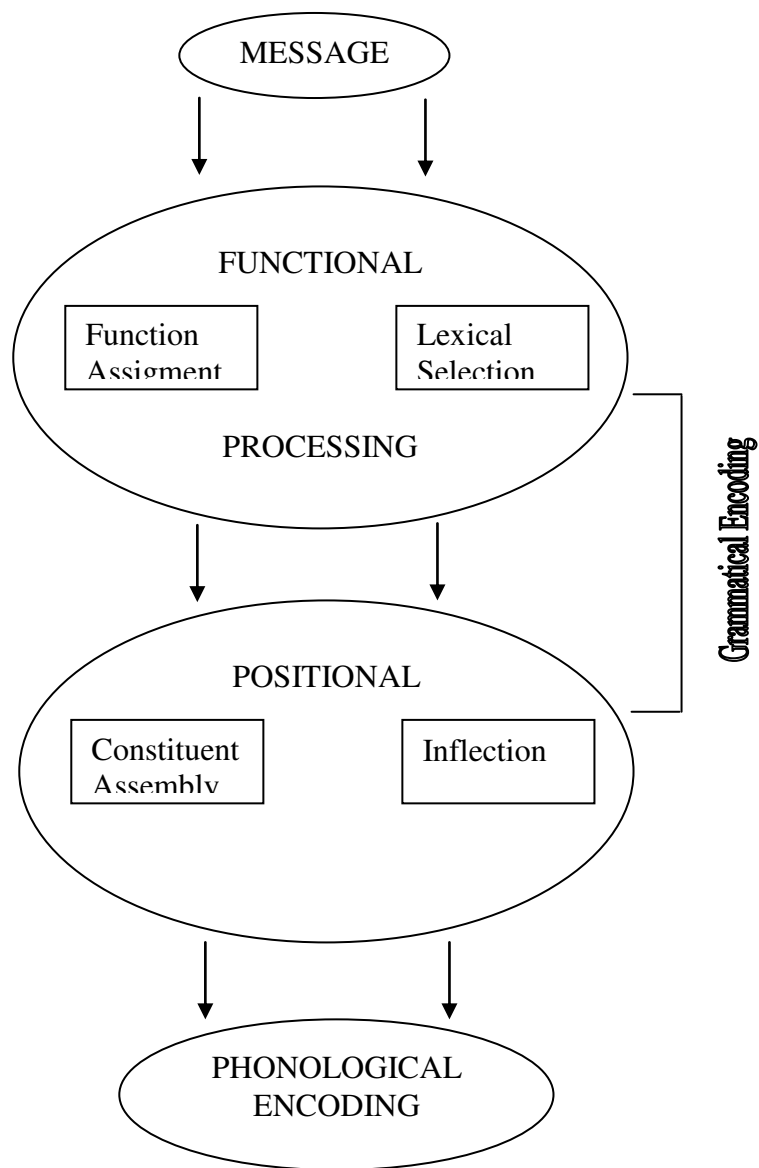 MESSAGE
FUNCTIONAL
Function
Assigment
Lexical
Selection
PROCESSING
Grammatical Encoding
POSITIONAL
Constituent
Assembly
Inflection
PHONOLOGICAL
ENCODING